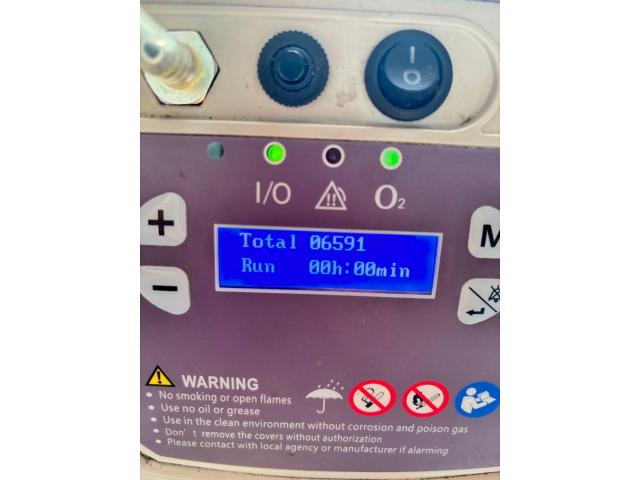 I/O O₂
+
Total 06591
M
Run 00h:00min
-
WARNING
• No smoking or open flames
• Use no oil or grease
• Use in the clean environment without corrosion and poison gas
• Don't remove the covers without authorization
• Please contact with local agency or manufacturer if alarming